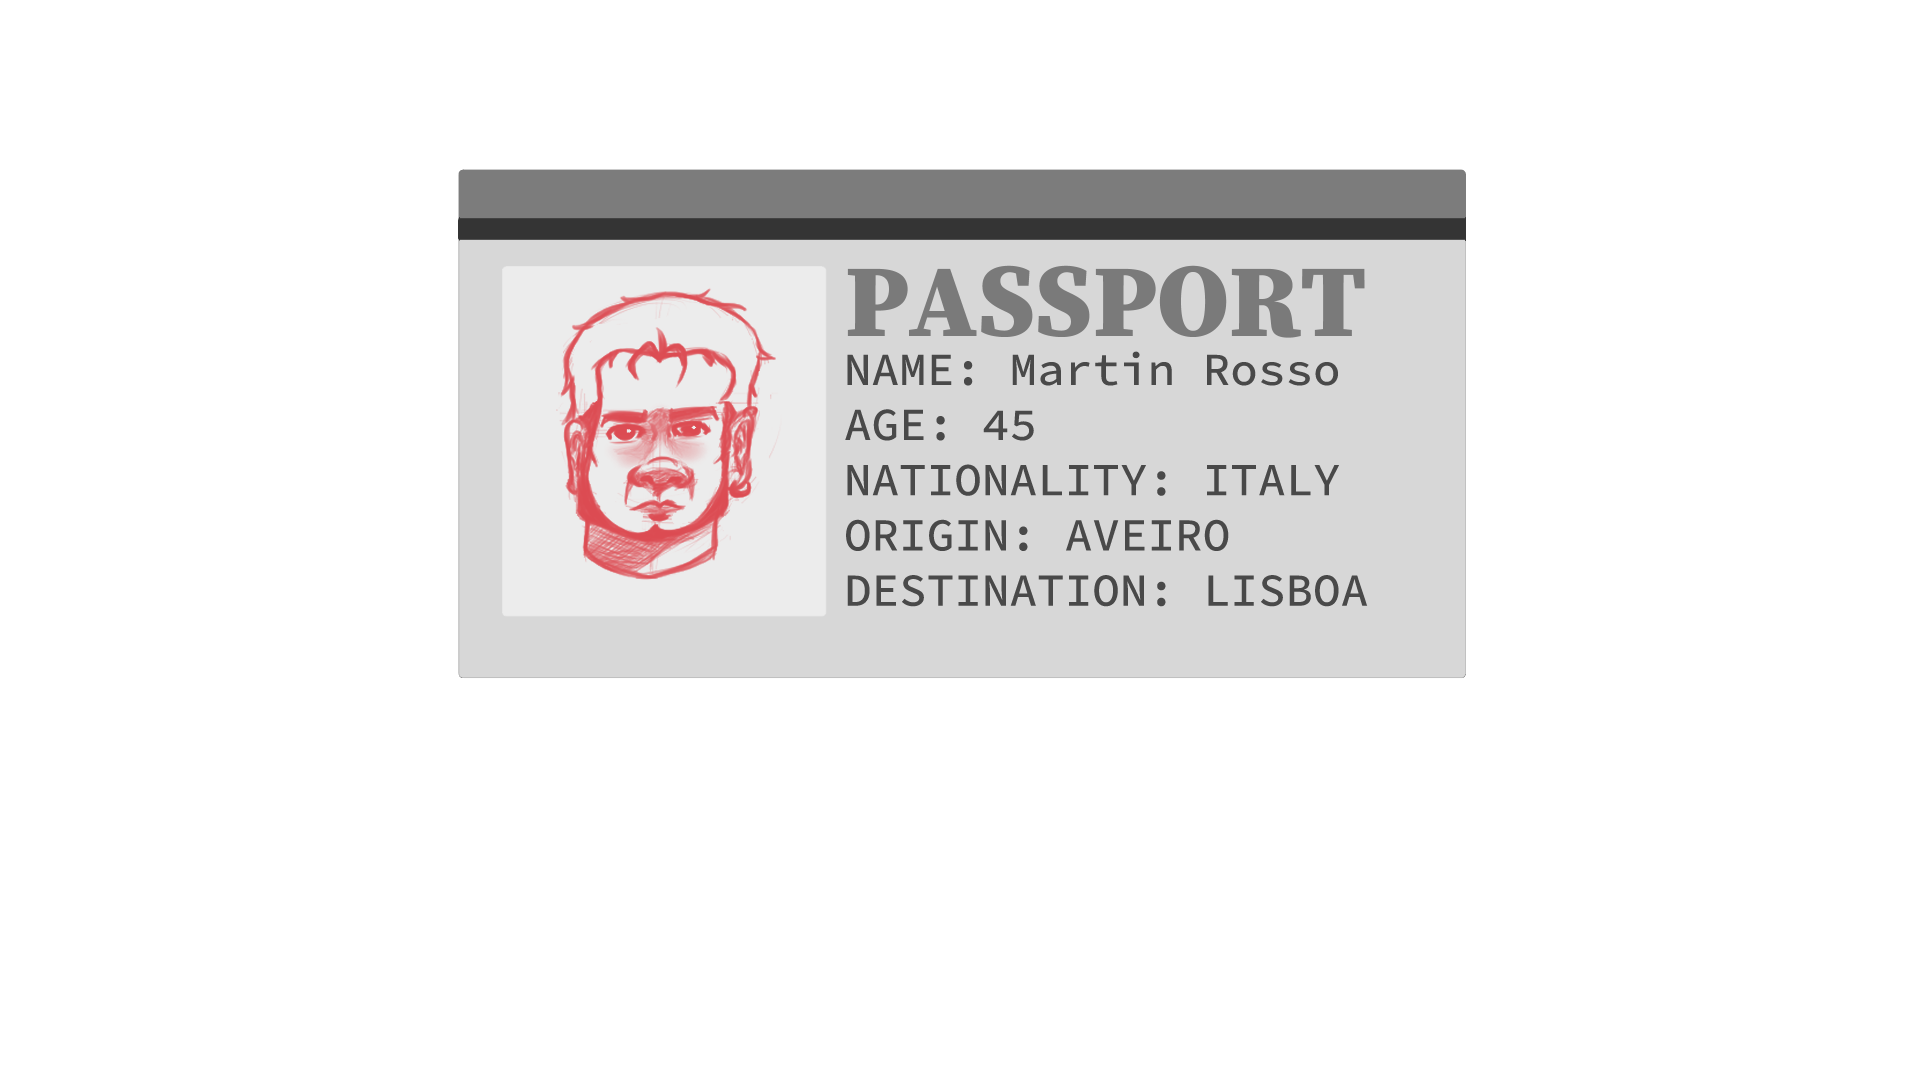 PASSPORT
NAME: Martin Rosso
AGE: 45
NATIONALITY: ITALY
ORIGIN: AVEIRO
DESTINATION: LISBOA